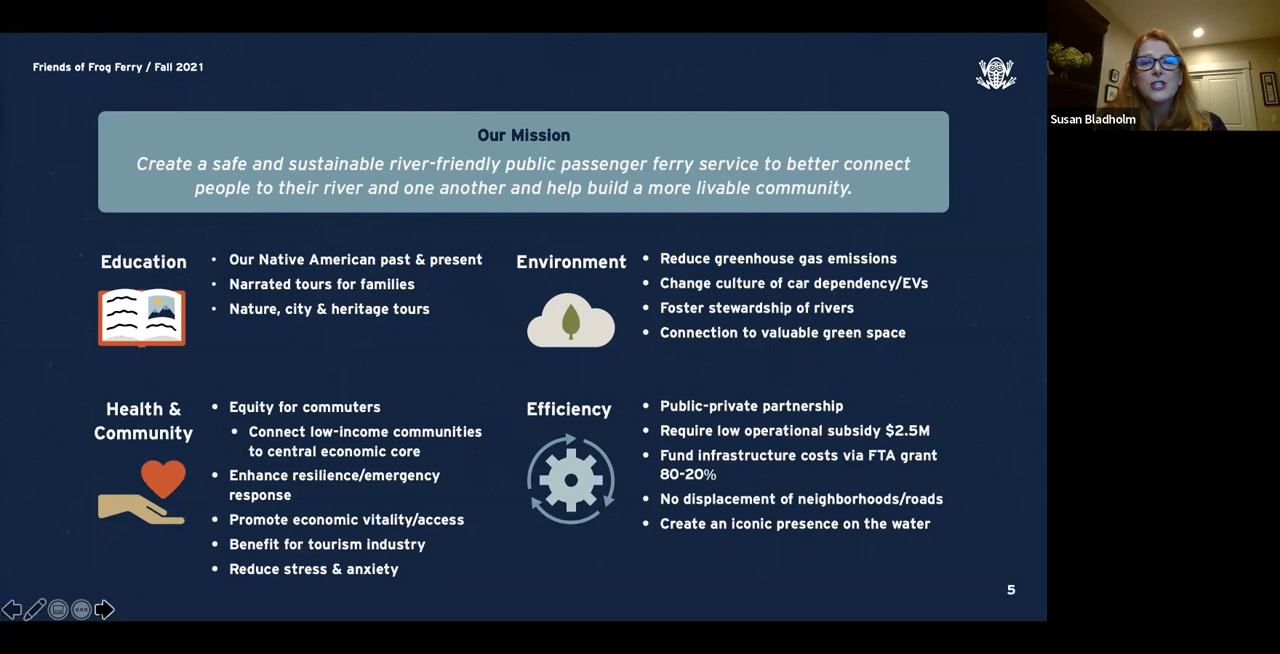 Friends of Frog Ferry / Fall 2021
Our Mission
Create a safe and sustainable river-friendly public passenger ferry service to better connect
people to their river and one another and help build a more livable community.
Education
• Our Native American past & present
• Narrated tours for families
• Nature, city & heritage tours
Environment
• Reduce greenhouse gas emissions
• Change culture of car dependency/EVs
• Foster stewardship of rivers
• Connection to valuable green space
Health &
Community
• Equity for commuters
• Connect low-income communities
to central economic core
• Enhance resilience/emergency
response
• Promote economic vitality/access
• Benefit for tourism industry
• Reduce stress & anxiety
Efficiency
• Public-private partnership
• Require low operational subsidy $2.5M
• Fund infrastructure costs via FTA grant
80-20%
• No displacement of neighborhoods/roads
• Create an iconic presence on the water
5
Susan Bladholm